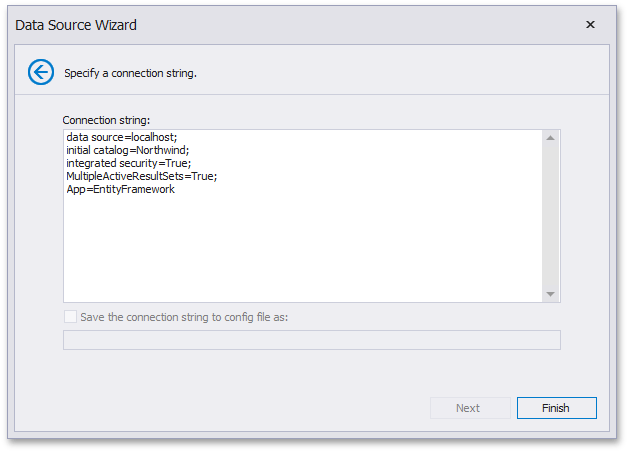 Data Source Wizard
Specify a connection string.
Connection string:
data source=localhost;
initial catalog=Northwind;
integrated security=True;
MultipleActiveResultSets=True;
App=EntityFramework
Save the connection string to config file as:
Next
Finish